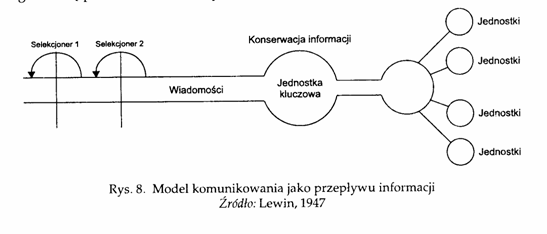 Selekcjoner 1
Selekcjoner 2
Konserwacja informacji
Wiadomości
Jednostka
kluczowa
Jednostki
Jednostki
Jednostki
Jednostki
Rys. 8. Model komunikowania jako przepływu informacji
Źródło: Lewin, 1947